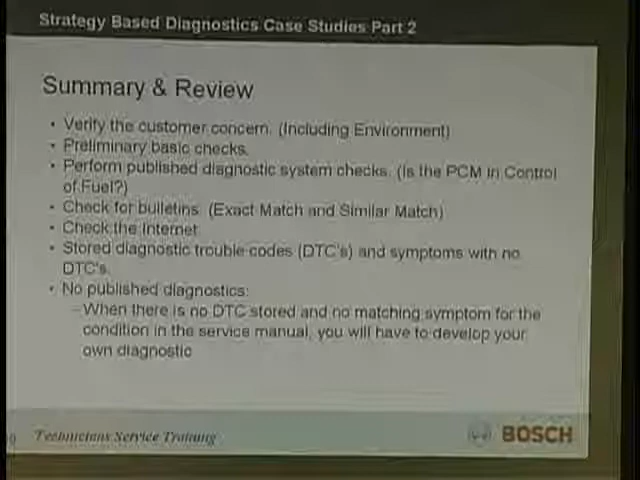 Strategy Based Diagnostics Case Studies Part 2
Summary & Review
• Verify the customer concern. (Including Environment)
• Preliminary basic checks.
• Perform published diagnostic system checks. (Is the PCM in Control
of Fuel?)
• Check for bulletins. (Exact Match and Similar Match)
• Check the Internet
• Stored diagnostic trouble codes (DTC's) and symptoms with no
DTC's.
• No published diagnostics:
– When there is no DTC stored and no matching symptom for the
condition in the service manual, you will have to develop your
own diagnostic
Technicians Service Training
BOSCH